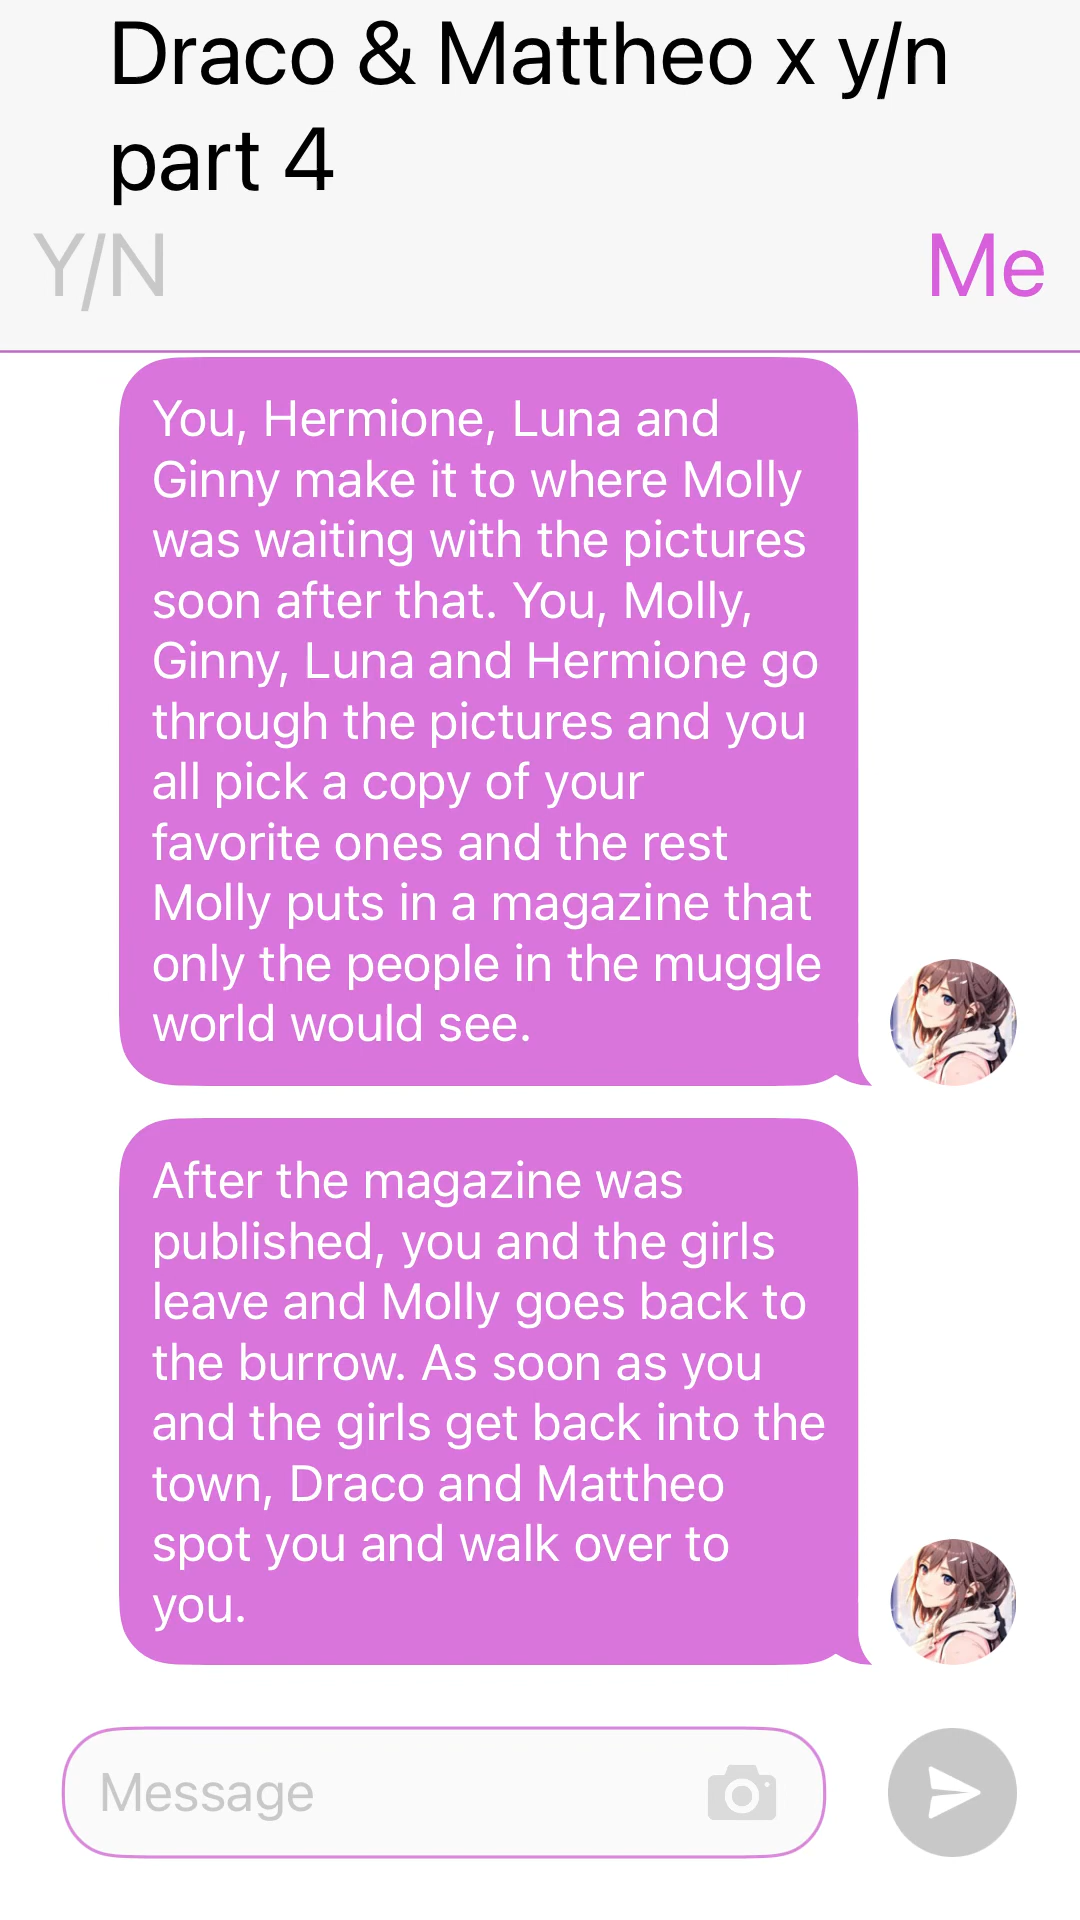 Draco & Mattheo x y/n
part 4
Y/N
Me
You, Hermione, Luna and
Ginny make it to where Molly
was waiting with the pictures
soon after that. You, Molly,
Ginny, Luna and Hermione go
through the pictures and you
all pick a copy of your
favorite ones and the rest
Molly puts in a magazine that
only the people in the muggle
world would see.
After the magazine was
published, you and the girls
leave and Molly goes back to
the burrow. As soon as you
and the girls get back into the
town, Draco and Mattheo
spot you and walk over to
you.
Message